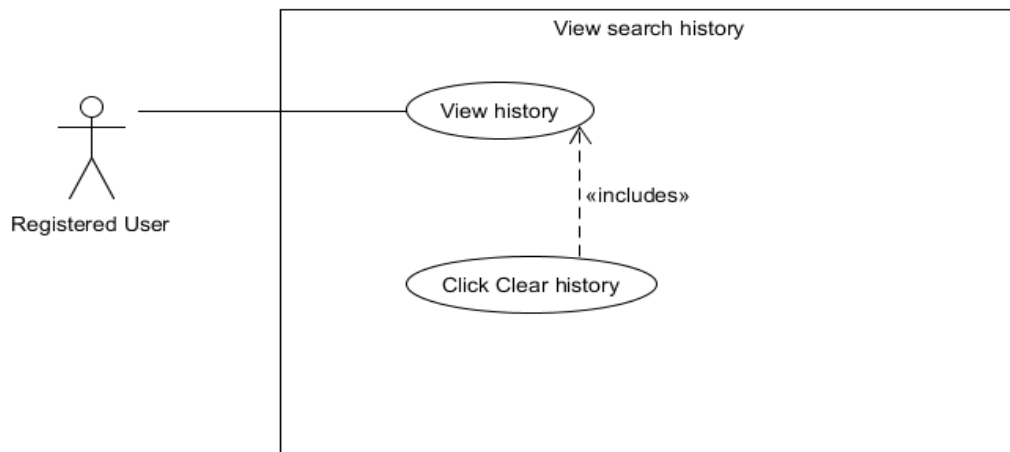 View search history
View history
«includes»
Registered User
Click Clear history